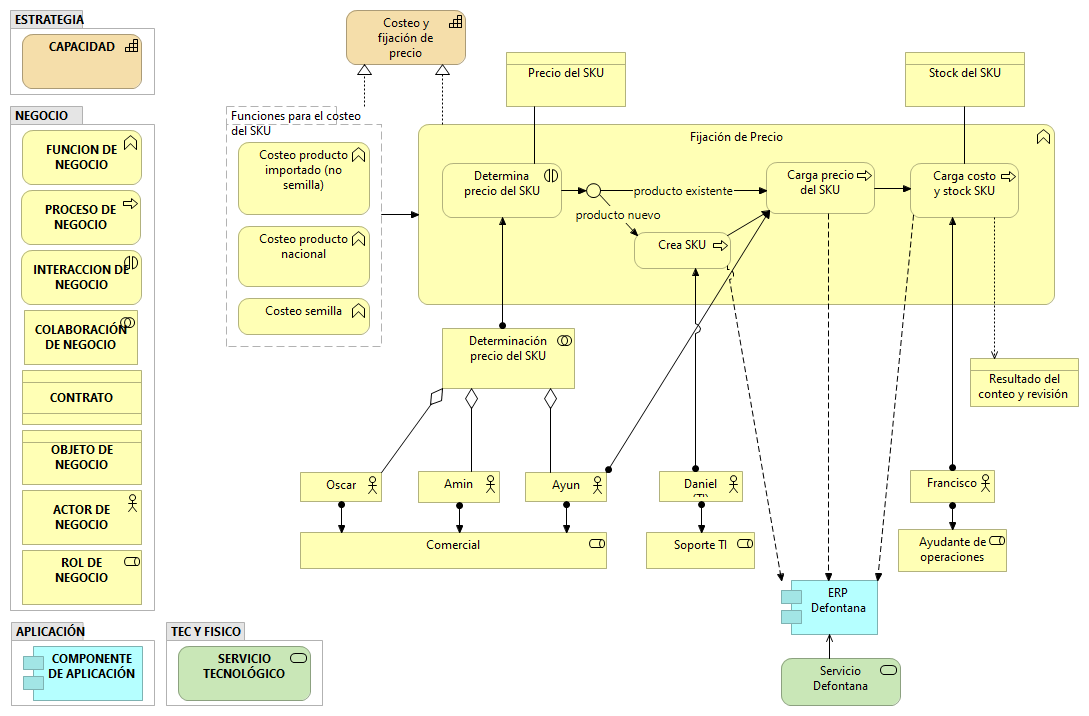 ESTRATEGIA
CAPACIDAD
NEGOCIO
FUNCION DE
NEGOCIO
PROCESO DE
NEGOCIO
INTERACCION DE
NEGOCIO
COLABORACIÓN
DE NEGOCIO
CONTRATO
OBJETO DE
NEGOCIO
ACTOR DE
NEGOCIO
ROL DE
NEGOCIO
APLICACIÓN
COMPONENTE
DE APLICACIÓN
TEC Y FISICO
SERVICIO
TECNOLÓGICO
Costeo y
fijación de
precio
Funciones para el costeo
del SKU
Costeo producto
importado (no
semilla)
Costeo producto
nacional
Costeo semilla
Precio del SKU
Stock del SKU
Fijación de Precio
Determina
precio del SKU
producto existente
producto nuevo
Crea SKU
Carga precio
del SKU
Carga costo
y stock SKU
Determinación
precio del SKU
Resultado del
conteo y revisión
Oscar
Amin
Ayun
Daniel
(TI)
Francisco
Comercial
Soporte TI
Ayudante de
operaciones
ERP
Defontana
Servicio
Defontana